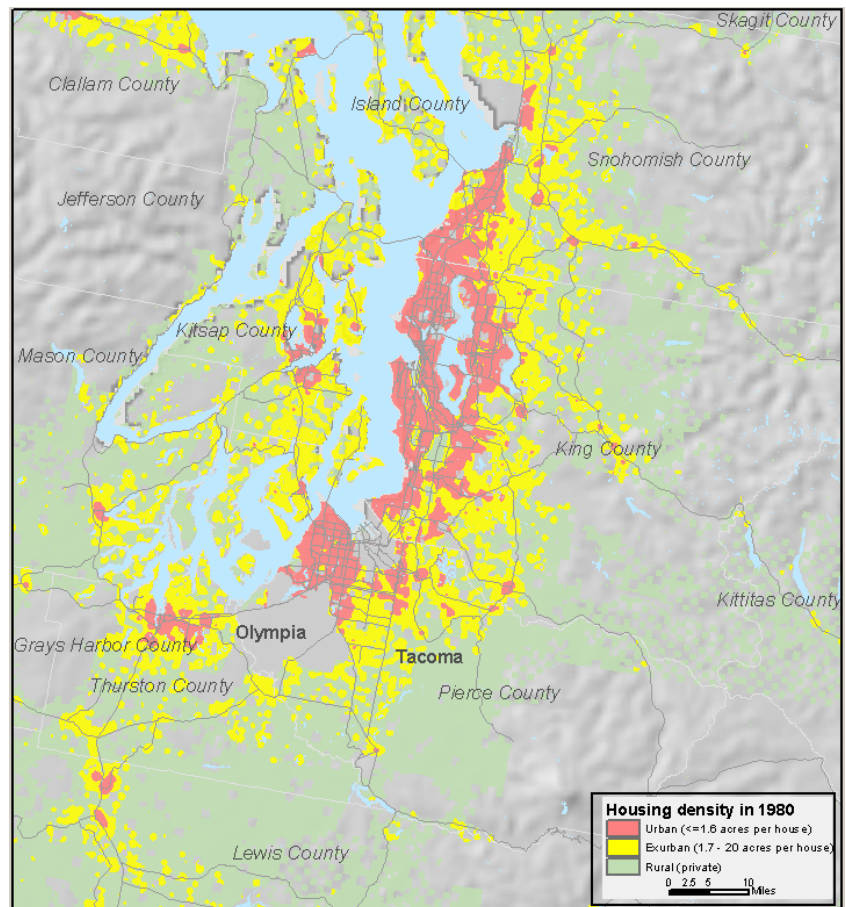 Skagit County
Clallam County
Island County
Snohomish County
Jefferson County
Kitsap County
Mason County
King County
Kittitas County
Olympia
Grays Harbor County
Tacoma
Thurston County
Pierce County
Lewis County
Housing density in 1980
Urban (<=1.6 acres per house)
Exurban (1.7 - 20 acres per house)
Rural (private)
0 2.5 5 10
Miles